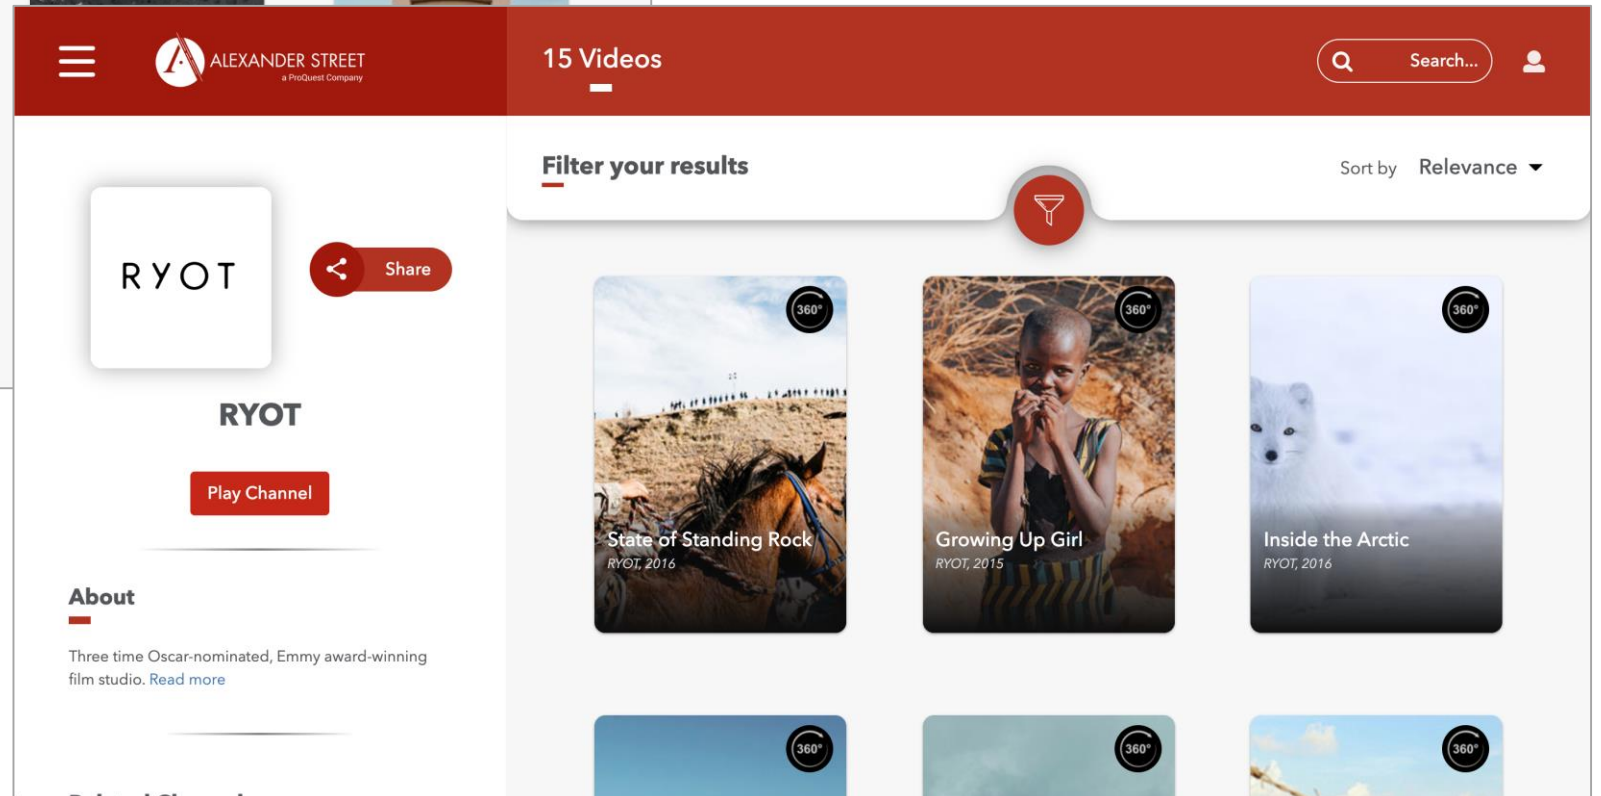 ALEXANDER STREET
a ProQuest Company
15 Videos
Search...
RYOT
Share
RYOT
Play Channel
About
Three time Oscar-nominated, Emmy award-winning
film studio. Read more
Filter your results
Sort by Relevance
360°
State of Standing Rock
RYOT, 2016
360°
Growing Up Girl
RYOT, 2015
360°
Inside the Arctic
RYOT, 2016
360°
360°
360°